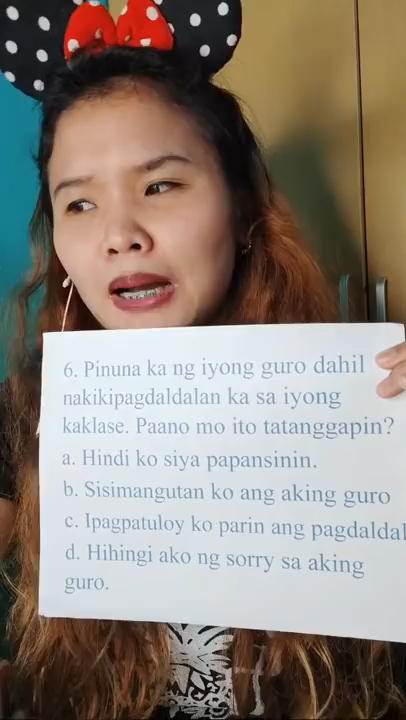 6. Pinuna ka ng iyong guro dahil
nakikipagdaldalan ka sa iyong
kaklase. Paano mo ito tatanggapin?
a. Hindi ko siya papansinin.
b. Sisimangutan ko ang aking guro
c. Ipagpatuloy ko parin ang pagdaldal
d. Hihingi ako ng sorry sa aking
guro.